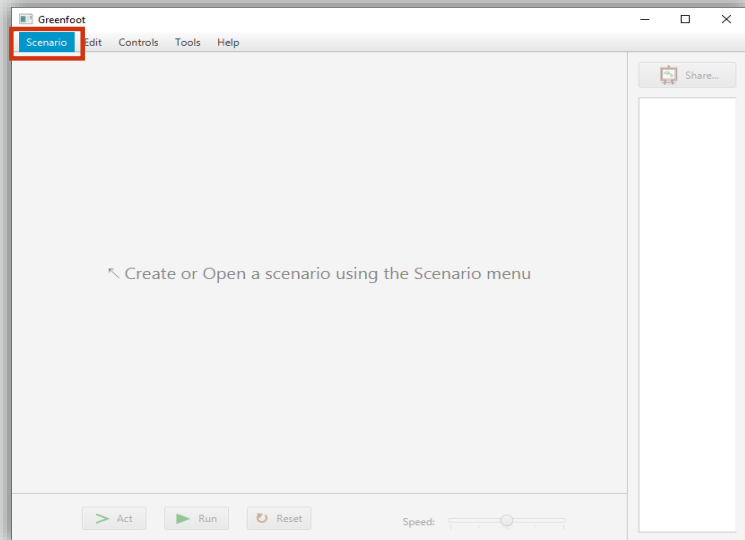 Greenfoot
Scenario Edit Controls Tools Help
Share...
Create or Open a scenario using the Scenario menu
Act Run Reset Speed: